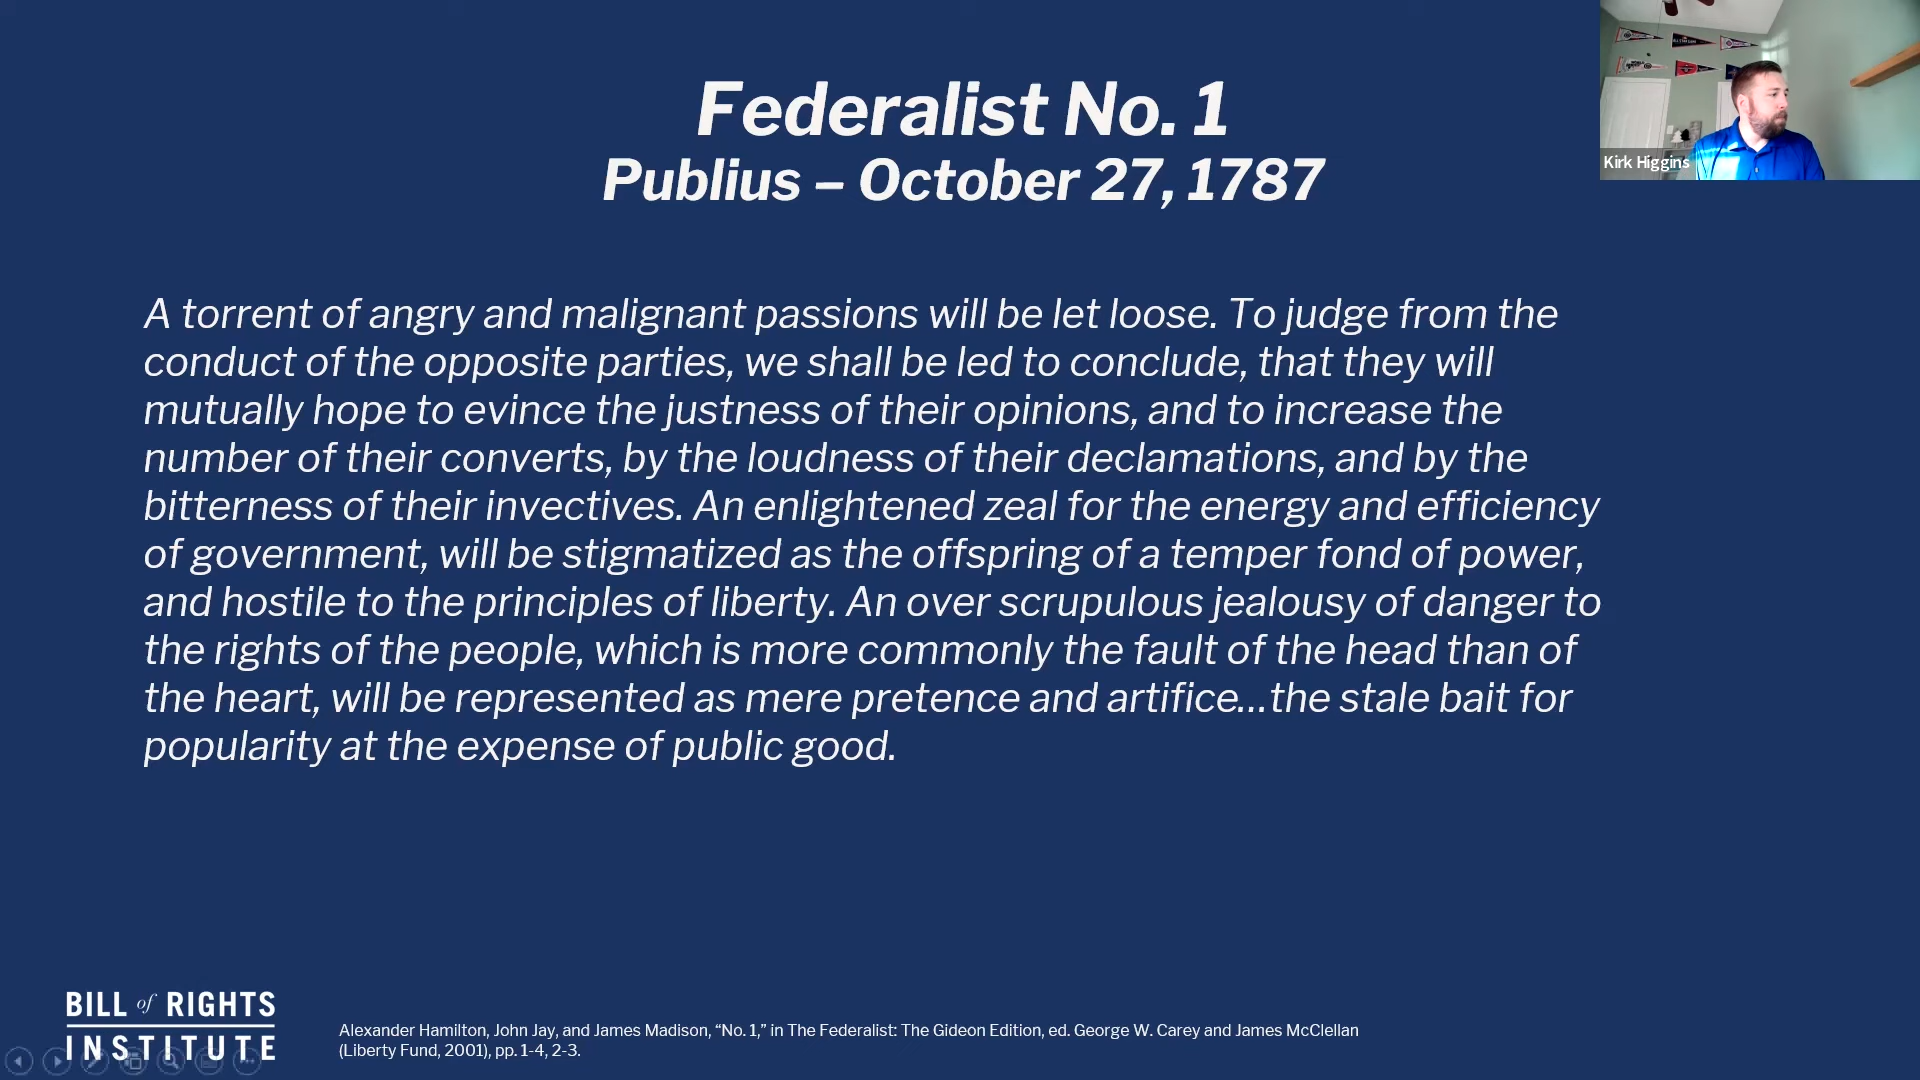 Federalist No. 1
Publius – October 27, 1787
Kirk Higgins
A torrent of angry and malignant passions will be let loose. To judge from the
conduct of the opposite parties, we shall be led to conclude, that they will
mutually hope to evince the justness of their opinions, and to increase the
number of their converts, by the loudness of their declamations, and by the
bitterness of their invectives. An enlightened zeal for the energy and efficiency
of government, will be stigmatized as the offspring of a temper fond of power,
and hostile to the principles of liberty. An over scrupulous jealousy of danger to
the rights of the people, which is more commonly the fault of the head than of
the heart, will be represented as mere pretence and artifice...the stale bait for
popularity at the expense of public good.
BILL of RIGHTS
INSTITUTE
Alexander Hamilton, John Jay, and James Madison, “No. 1,” in The Federalist: The Gideon Edition, ed. George W. Carey and James McClellan
(Liberty Fund, 2001), pp. 1-4, 2-3.